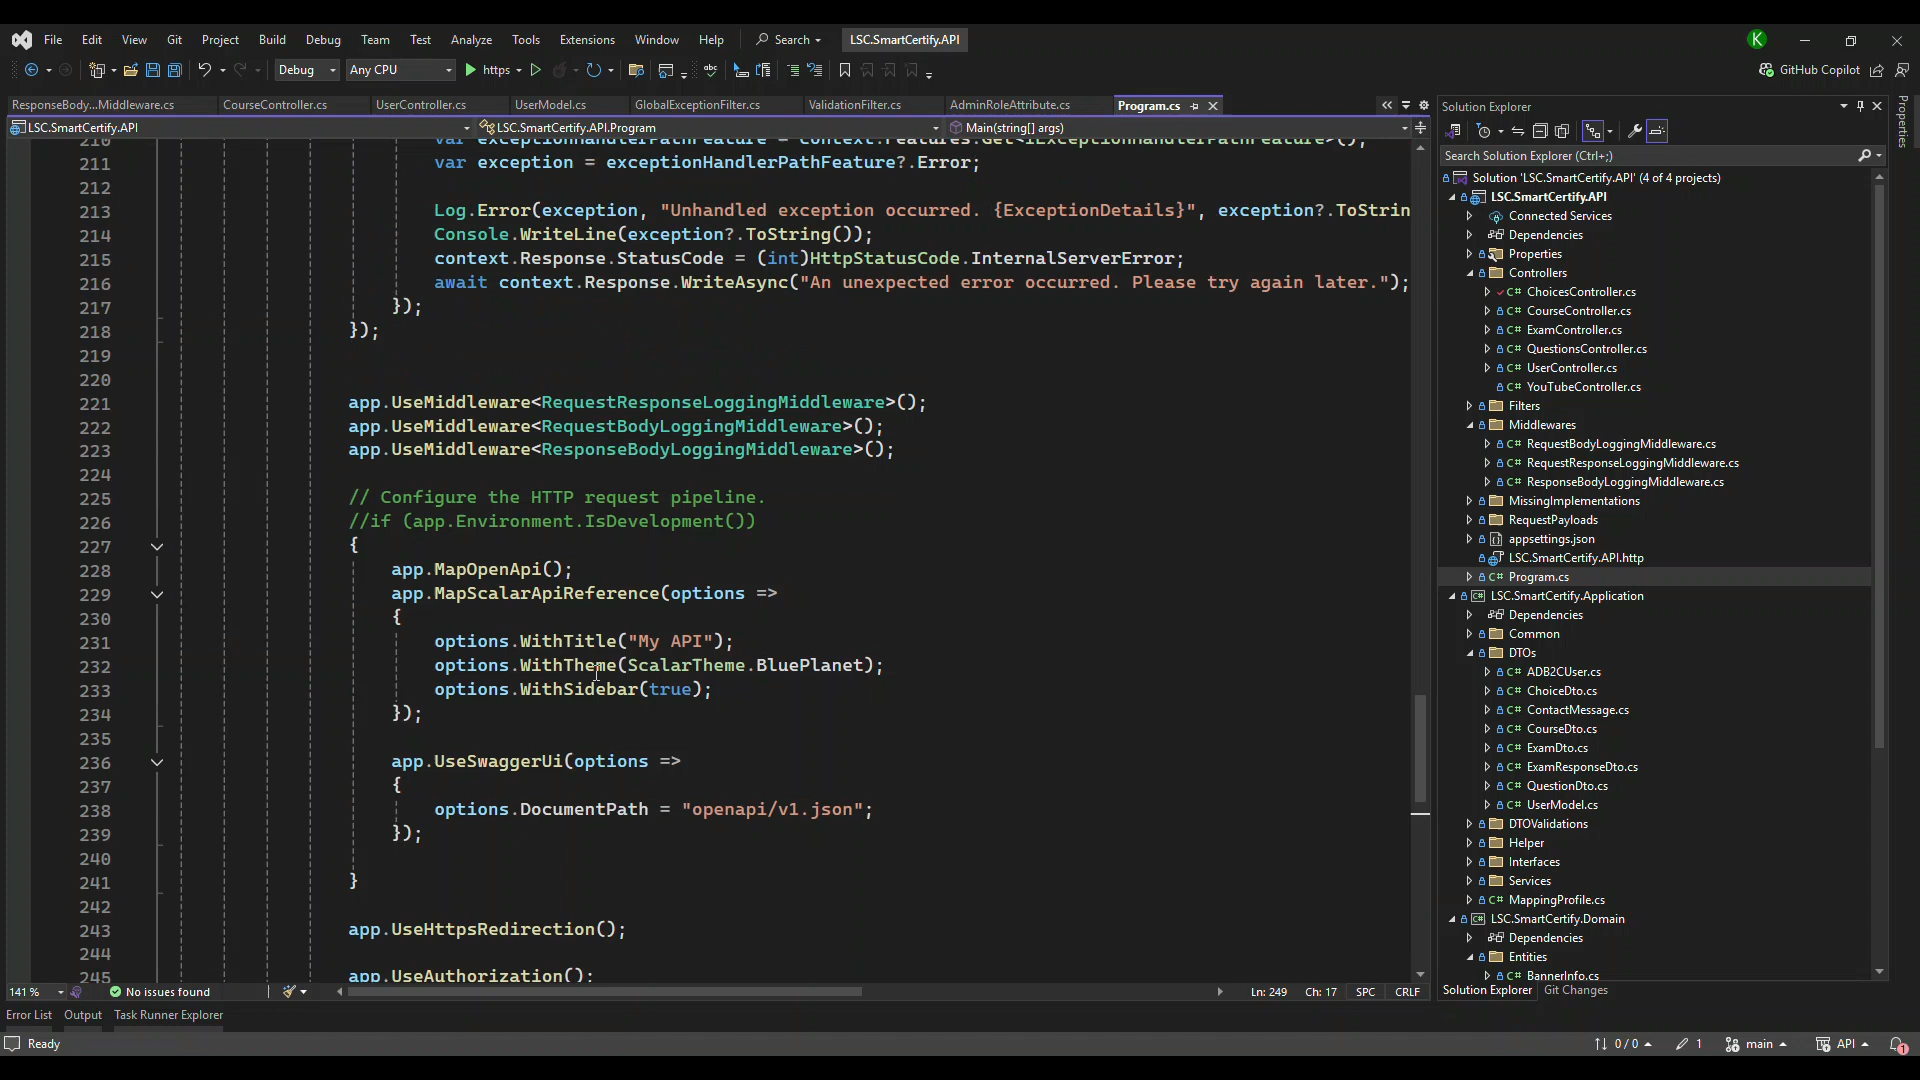 File Edit View Git Project Build Debug Team Test Analyze Tools Extensions Window Help Search LSC.SmartCertify.API K
Debug Any CPU https GitHub Copilot
ResponseBody...Middleware.cs CourseController.cs UserController.cs UserModel.cs GlobalExceptionFilter.cs ValidationFilter.cs AdminRoleAttribute.cs Program.cs
LSC.SmartCertify.API LSC.SmartCertify.API.Program Main(string[] args)
210 var exceptionHandlerPathFeature = context.Features.Get<IExceptionHandlerPathFeature>();
211 var exception = exceptionHandlerPathFeature?.Error;
212
213 Log.Error(exception, "Unhandled exception occurred. {ExceptionDetails}", exception?.ToStrin
214 Console.WriteLine(exception?.ToString());
215 context.Response.StatusCode = (int)HttpStatusCode.InternalServerError;
216 await context.Response.WriteAsync("An unexpected error occurred. Please try again later.");
217 });
218 });
219
220
221 app.UseMiddleware<RequestResponseLoggingMiddleware>();
222 app.UseMiddleware<RequestBodyLoggingMiddleware>();
223 app.UseMiddleware<ResponseBodyLoggingMiddleware>();
224
225 // Configure the HTTP request pipeline.
226 //if (app.Environment.IsDevelopment())
227 {
228 app.MapOpenApi();
229 app.MapScalarApiReference(options =>
230 {
231 options.WithTitle("My API");
232 options.WithTheme(ScalarTheme.BluePlanet);
233 options.WithSidebar(true);
234 });
235
236 app.UseSwaggerUi(options =>
237 {
238 options.DocumentPath = "openapi/v1.json";
239 });
240
241 }
242
243 app.UseHttpsRedirection();
244
245 app.UseAuthorization();
141 % No issues found Ln: 249 Ch: 17 SPC CRLF
Error List Output Task Runner Explorer
Ready 0 / 0 1 main API 1
Solution Explorer
Search Solution Explorer (Ctrl+;)
Solution 'LSC.SmartCertify.API' (4 of 4 projects)
LSC.SmartCertify.API
Connected Services
Dependencies
Properties
Controllers
C# ChoicesController.cs
C# CourseController.cs
C# ExamController.cs
C# QuestionsController.cs
C# UserController.cs
C# YouTubeController.cs
Filters
Middlewares
C# RequestBodyLoggingMiddleware.cs
C# RequestResponseLoggingMiddleware.cs
C# ResponseBodyLoggingMiddleware.cs
MissingImplementations
RequestPayloads
appsettings.json
LSC.SmartCertify.API.http
C# Program.cs
C# LSC.SmartCertify.Application
Dependencies
Common
DTOs
C# ADB2CUser.cs
C# ChoiceDto.cs
C# ContactMessage.cs
C# CourseDto.cs
C# ExamDto.cs
C# ExamResponseDto.cs
C# QuestionDto.cs
C# UserModel.cs
DTOValidations
Helper
Interfaces
Services
C# MappingProfile.cs
C# LSC.SmartCertify.Domain
Dependencies
Entities
C# BannerInfo.cs
Solution Explorer Git Changes
Properties